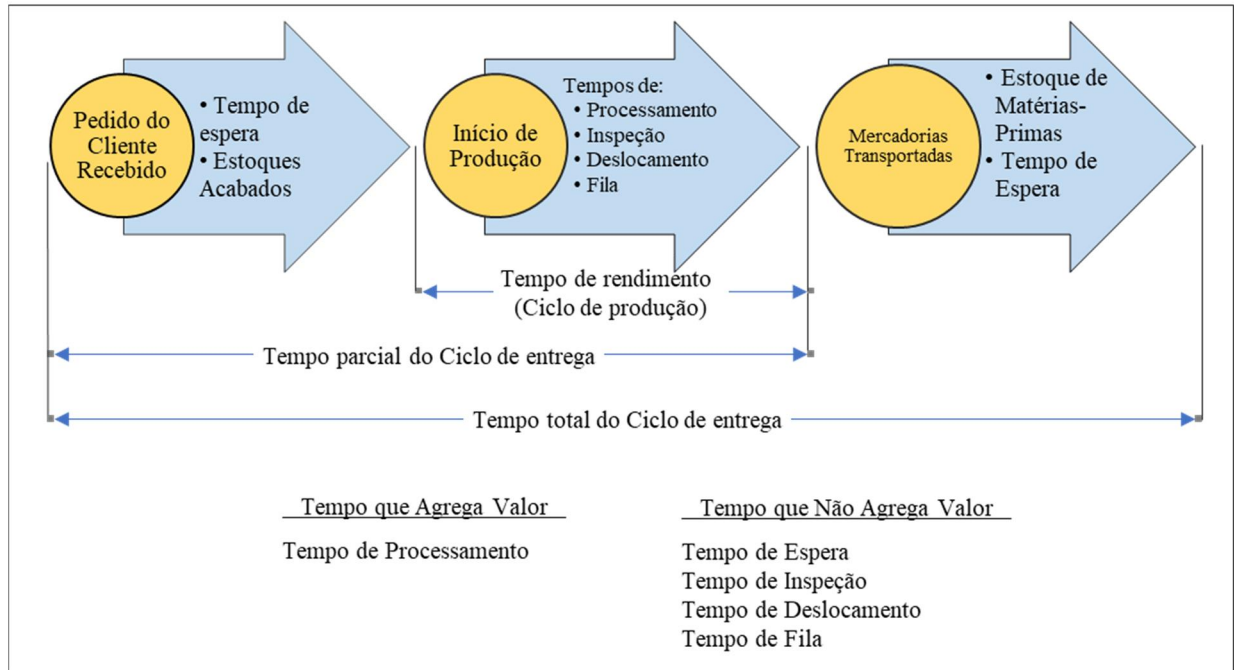 Pedido do
Cliente
Recebido
• Tempo de
espera
• Estoques
Acabados
Início de
Produção
Tempos de:
• Processamento
• Inspeção
• Deslocamento
• Fila
Mercadorias
Transportadas
• Estoque de
Matérias-
Primas
• Tempo de
Espera
Tempo de rendimento
(Ciclo de produção)
Tempo parcial do Ciclo de entrega
Tempo total do Ciclo de entrega
Tempo que Agrega Valor
Tempo de Processamento
Tempo que Não Agrega Valor
Tempo de Espera
Tempo de Inspeção
Tempo de Deslocamento
Tempo de Fila